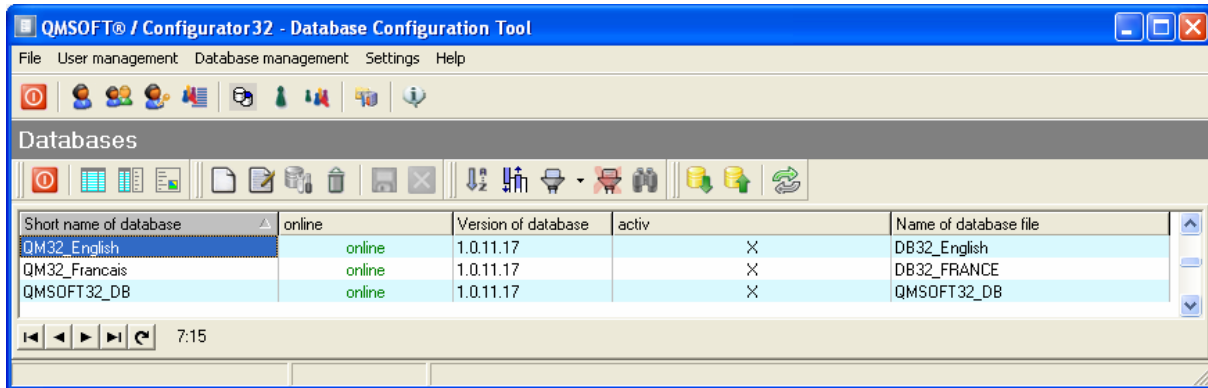 QMSOFT® / Configurator32 - Database Configuration Tool
File User management Database management Settings Help
Databases
Short name of database online Version of database activ Name of database file
QM32_English online 1.0.11.17 X DB32_English
QM32_Francais online 1.0.11.17 X DB32_FRANCE
QMSOFT32_DB online 1.0.11.17 X QMSOFT32_DB
7:15